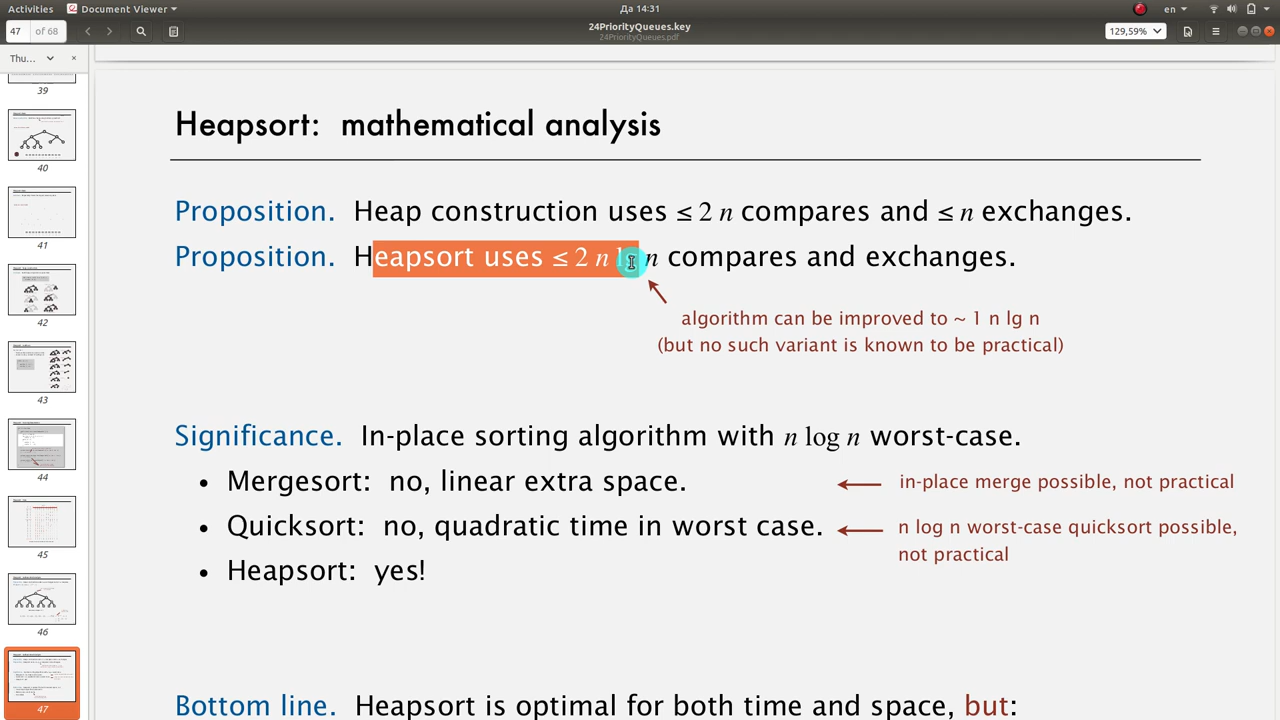 Activities Document Viewer Да 14:31 en
24PriorityQueues.key
24PriorityQueues.pdf
47 of 68 129,59%
Thu... ×
39
40
41
42
43
44
45
46
47
Heapsort: mathematical analysis
Proposition. Heap construction uses ≤ 2 n compares and ≤ n exchanges.
Proposition. Heapsort uses ≤ 2 n lg n compares and exchanges.
algorithm can be improved to ~ 1 n lg n
(but no such variant is known to be practical)
Significance. In-place sorting algorithm with n log n worst-case.
• Mergesort: no, linear extra space.
in-place merge possible, not practical
• Quicksort: no, quadratic time in worst case.
n log n worst-case quicksort possible,
not practical
• Heapsort: yes!
Bottom line. Heapsort is optimal for both time and space, but: